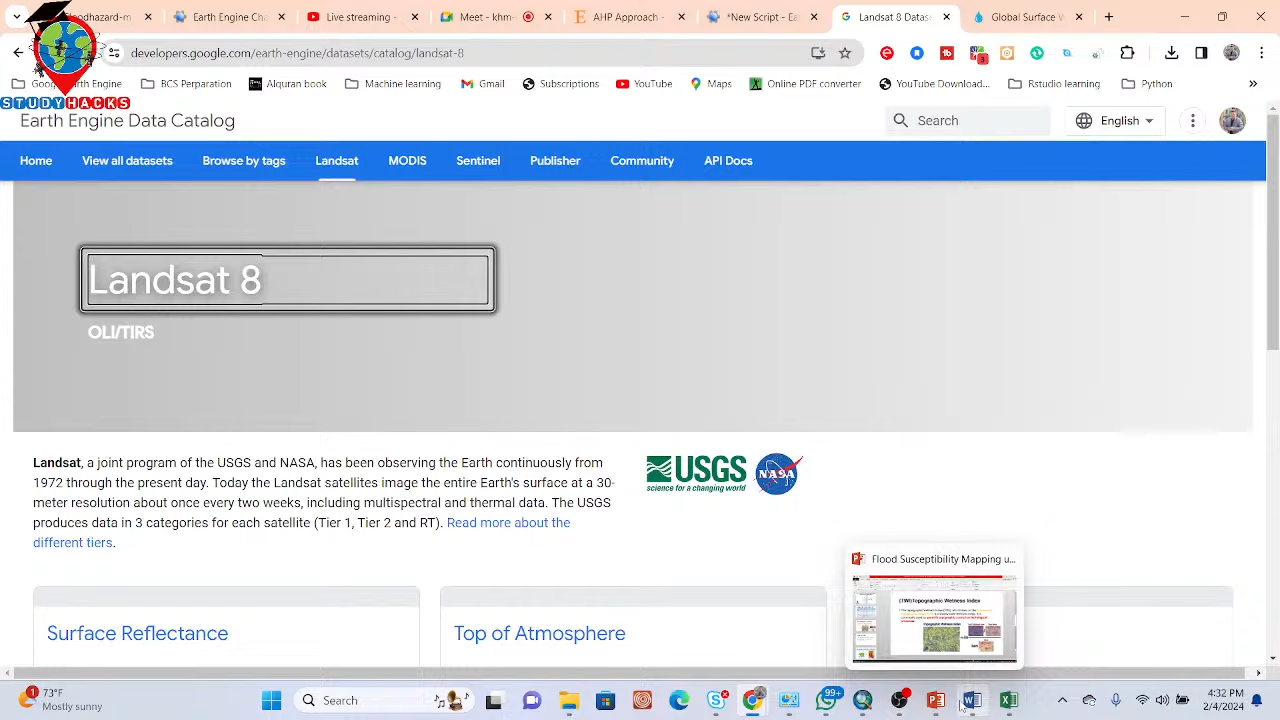 Earth Engine Ch
Live streaming -
AHP Approach -
Landsat 8 Datas
Global Surface V
developers.google.com/earth-engine/datasets/catalog/landsat-8
BCS Preparation
Alquran book
Machine learning
Gmail
Subscriptions
YouTube
Maps
Online PDF converter
YouTube Download...
Rstudio learning
Python
STUDYHACKS
Earth Engine Data Catalog
Search
English
Home
View all datasets
Browse by tags
Landsat
MODIS
Sentinel
Publisher
Community
API Docs
Landsat 8
OLI/TIRS
Landsat, a joint program of the USGS and NASA, has been observing the Earth continuously from
1972 through the present day. Today the Landsat satellites image the entire Earth's surface at a 30-
meter resolution about once every two weeks, including multispectral and thermal data. The USGS
produces data in 3 categories for each satellite (Tier 1, Tier 2 and RT). Read more about the
different tiers.
USGS
science for a changing world
NASA
Flood Susceptibility Mapping u...
(TWI)Topographic Wetness Index
Surface Reflectance
Top of Atmosphere
73°F
Mostly sunny
Search
99+
4:32 PM
2/4/2024